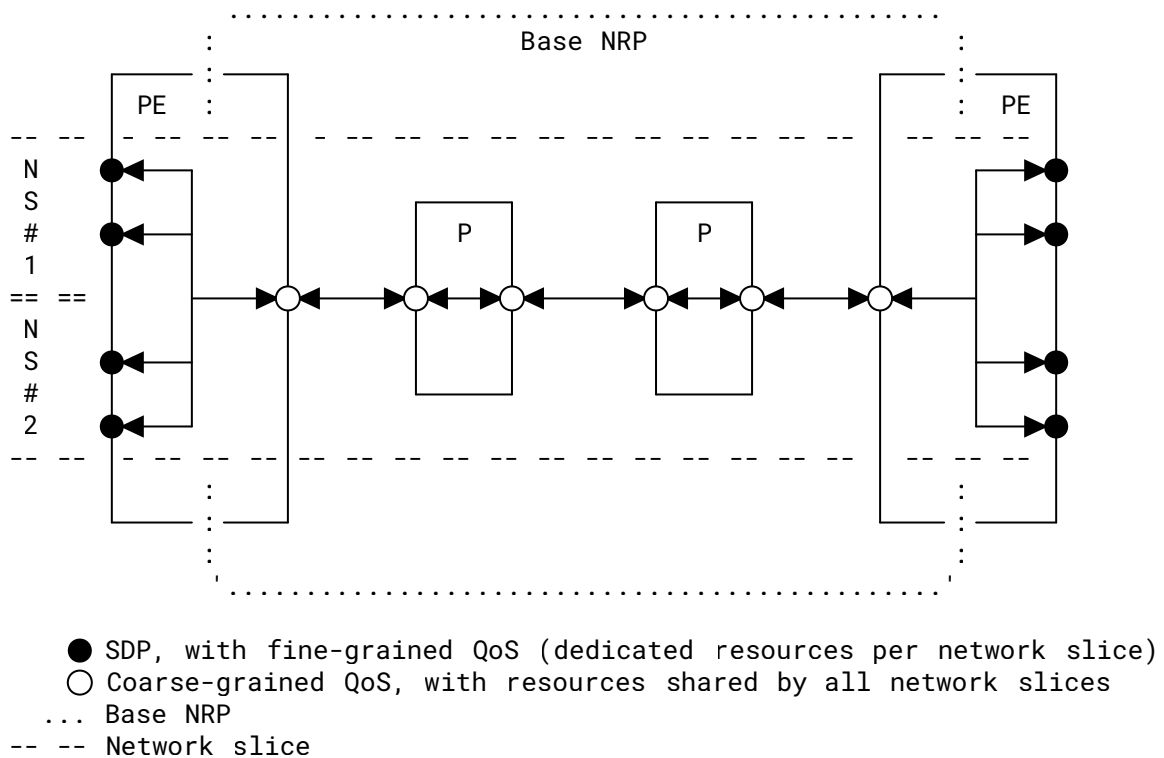 Base NRP
PE
PE
N
S
#
1
== ==
N
S
#
2
P
P
SDP, with fine-grained QoS (dedicated resources per network slice)
Coarse-grained QoS, with resources shared by all network slices
... Base NRP
-- -- Network slice